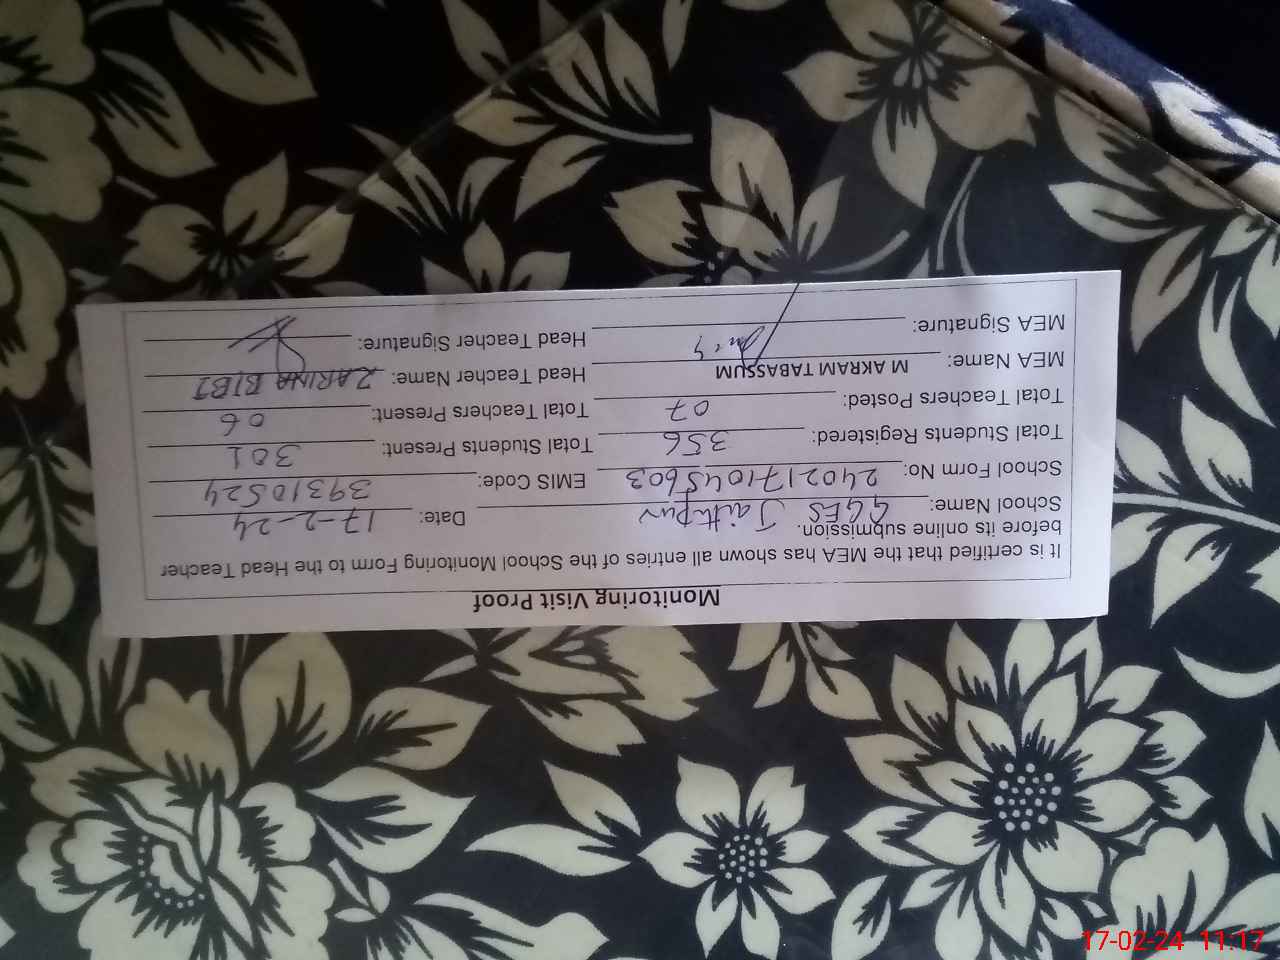 Monitoring Visit Proof
It is certified that the MEA has shown all entries of the School Monitoring Form to the Head Teacher
before its online submission.
School Name: GGES Jaitpur Date: 17-2-24
School Form No: 2402171045603 EMIS Code: 39310524
Total Students Registered: 356 Total Students Present: 301
Total Teachers Posted: 07 Total Teachers Present: 06
MEA Name: M AKRAM TABASSUM Head Teacher Name: ZARINA BIBI
MEA Signature: Head Teacher Signature:
17-02-24 11:17